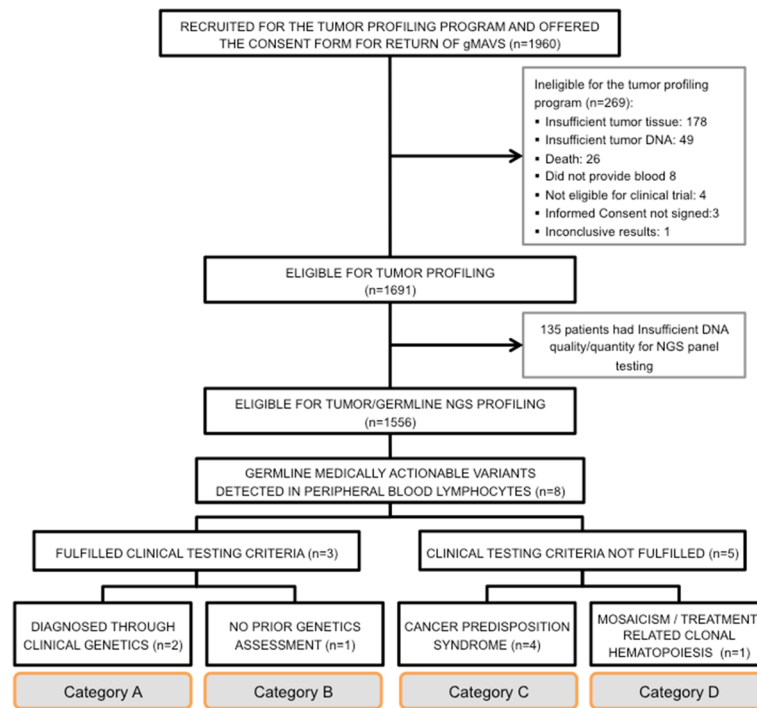 RECRUITED FOR THE TUMOR PROFILING PROGRAM AND OFFERED
THE CONSENT FORM FOR RETURN OF gMAVS (n=1960)
Ineligible for the tumor profiling
program (n=269):
▪ Insufficient tumor tissue: 178
▪ Insufficient tumor DNA: 49
▪ Death: 26
▪ Did not provide blood 8
▪ Not eligible for clinical trial: 4
▪ Informed Consent not signed:3
▪ Inconclusive results: 1
ELIGIBLE FOR TUMOR PROFILING
(n=1691)
135 patients had Insufficient DNA
quality/quantity for NGS panel
testing
ELIGIBLE FOR TUMOR/GERMLINE NGS PROFILING
(n=1556)
GERMLINE MEDICALLY ACTIONABLE VARIANTS
DETECTED IN PERIPHERAL BLOOD LYMPHOCYTES (n=8)
FULFILLED CLINICAL TESTING CRITERIA (n=3)
CLINICAL TESTING CRITERIA NOT FULFILLED (n=5)
DIAGNOSED THROUGH
CLINICAL GENETICS (n=2)
NO PRIOR GENETICS
ASSESSMENT (n=1)
CANCER PREDISPOSITION
SYNDROME (n=4)
MOSAICISM / TREATMENT
RELATED CLONAL
HEMATOPOIESIS (n=1)
Category A
Category B
Category C
Category D